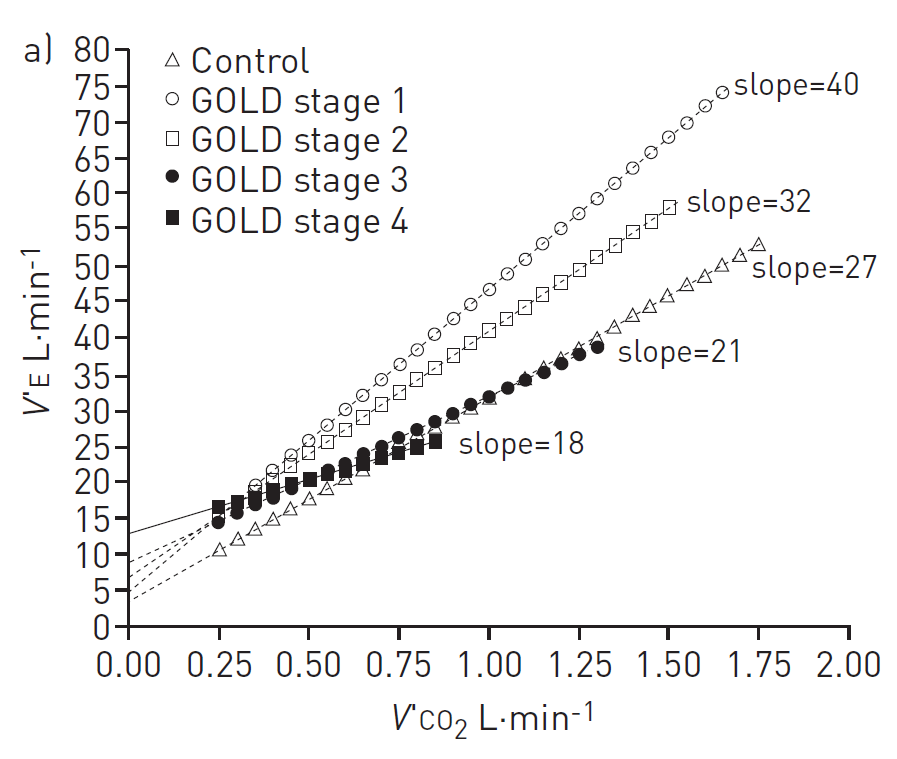 a)
Control
GOLD stage 1
GOLD stage 2
GOLD stage 3
GOLD stage 4
slope=40
slope=32
slope=27
slope=21
slope=18
80
75
70
65
60
55
50
45
40
35
30
25
20
15
10
5
0
V'E L·min-1
0.00 0.25 0.50 0.75 1.00 1.25 1.50 1.75 2.00
V'CO2 L·min-1